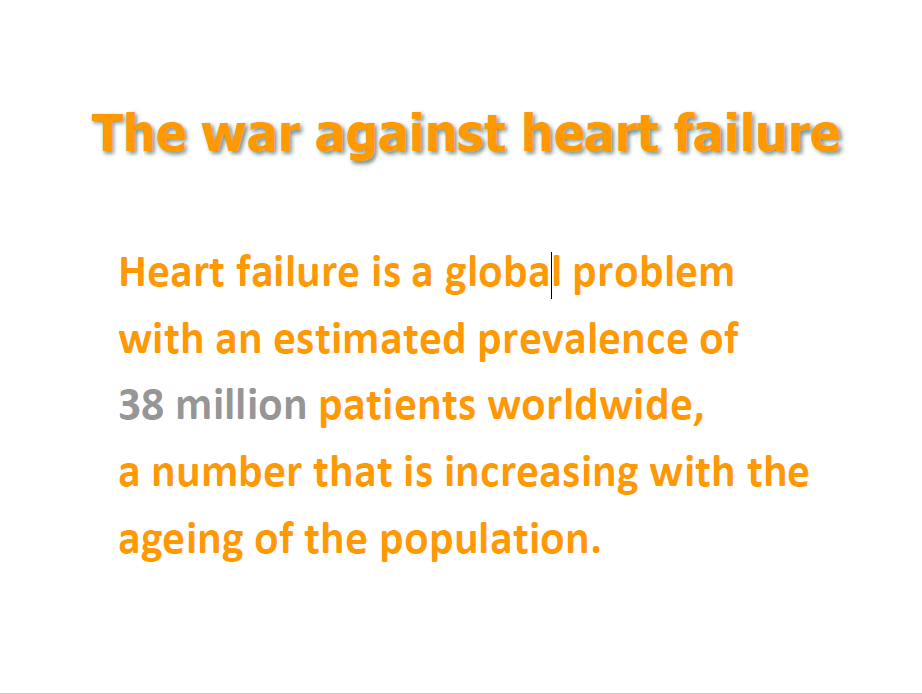 The war against heart failure
Heart failure is a global problem
with an estimated prevalence of
38 million patients worldwide,
a number that is increasing with the
ageing of the population.